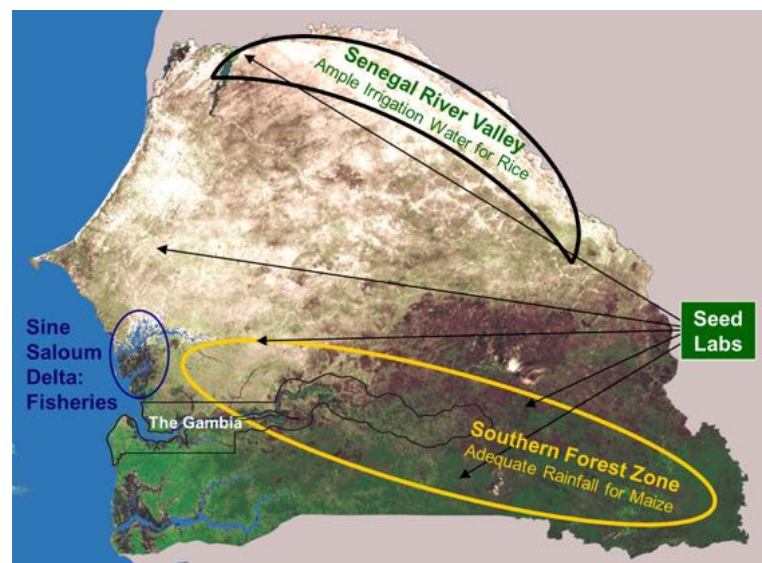 Senegal River Valley
Ample Irrigation Water for Rice
Seed
Labs
Sine
Saloum
Delta:
Fisheries
The Gambia
Southern Forest Zone
Adequate Rainfall for Maize